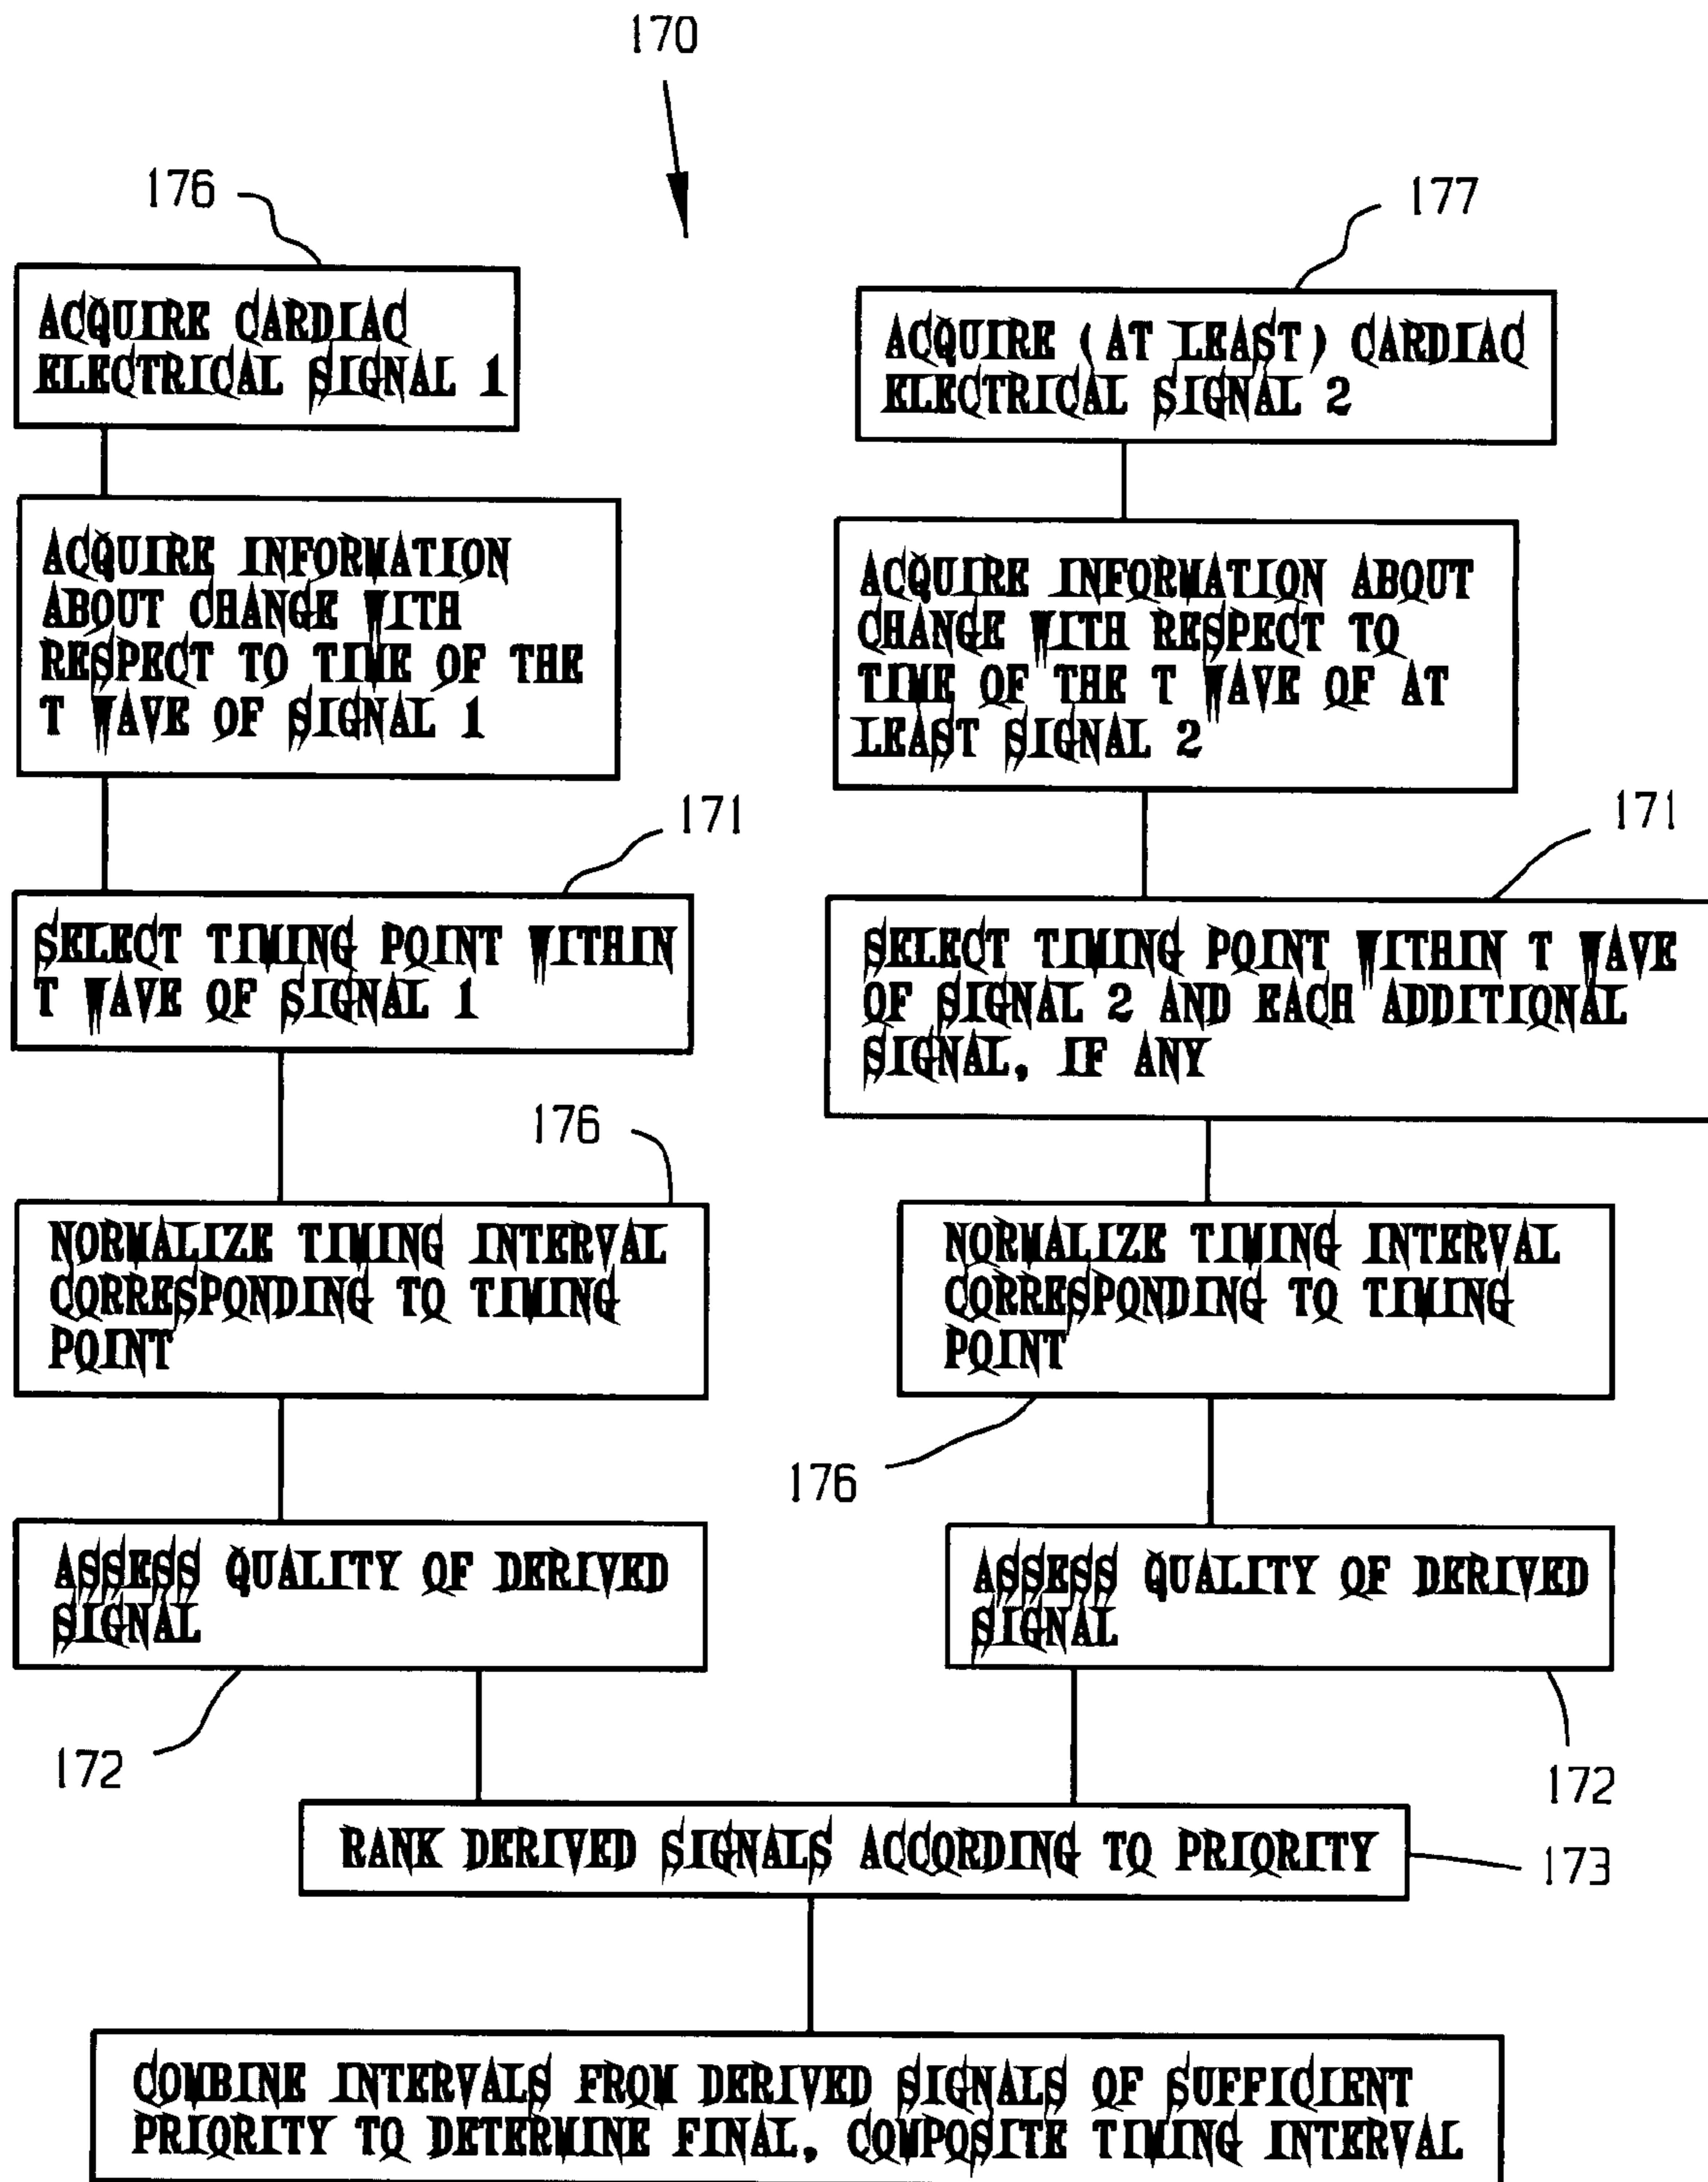 170
176
ACQUIRE CARDIAC
ELECTRICAL SIGNAL 1
ACQUIRE INFORMATION
ABOUT CHANGE WITH
RESPECT TO TIME OF THE
T WAVE OF SIGNAL 1
171
SELECT TIMING POINT WITHIN
T WAVE OF SIGNAL 1
176
NORMALIZE TIMING INTERVAL
CORRESPONDING TO TIMING
POINT
ASSESS QUALITY OF DERIVED
SIGNAL
172
177
ACQUIRE (AT LEAST) CARDIAC
ELECTRICAL SIGNAL 2
ACQUIRE INFORMATION ABOUT
CHANGE WITH RESPECT TO
TIME OF THE T WAVE OF AT
LEAST SIGNAL 2
171
SELECT TIMING POINT WITHIN T WAVE
OF SIGNAL 2 AND EACH ADDITIONAL
SIGNAL, IF ANY
NORMALIZE TIMING INTERVAL
CORRESPONDING TO TIMING
POINT
176
ASSESS QUALITY OF DERIVED
SIGNAL
172
RANK DERIVED SIGNALS ACCORDING TO PRIORITY
173
COMBINE INTERVALS FROM DERIVED SIGNALS OF SUFFICIENT
PRIORITY TO DETERMINE FINAL, COMPOSITE TIMING INTERVAL